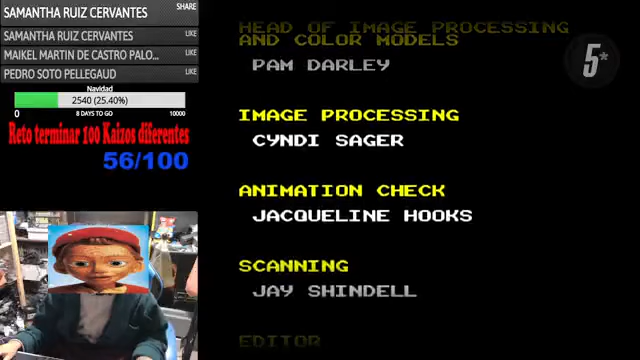 SAMANTHA RUIZ CERVANTES
SHARE
SAMANTHA RUIZ CERVANTES
LIKE
MAIKEL MARTIN DE CASTRO PALO...
LIKE
PEDRO SOTO PELLEGAUD
LIKE
Navidad
2540 (25.40%)
0
8 DAYS TO GO
10000
Reto terminar 100 Kaizos diferentes
56/100
HEAD OF IMAGE PROCESSING
AND COLOR MODELS
PAM DARLEY
IMAGE PROCESSING
CYNDI SAGER
ANIMATION CHECK
JACQUELINE HOOKS
SCANNING
JAY SHINDELL
EDITOR
5*